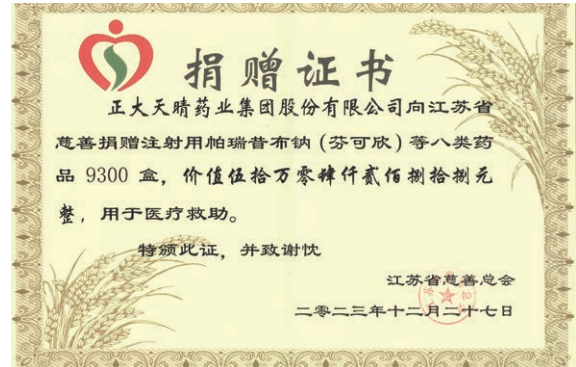 捐赠证书
正大天晴药业集团股份有限公司向江苏省
慈善捐赠注射用帕瑞昔布钠（芬可欣）等八类药
品 9300 盒，价值伍拾万零肆仟贰佰捌拾捌元
整，用于医疗救助。
特颁此证，并致谢忱
江苏省慈善总会
二零二三年十二月二十七日